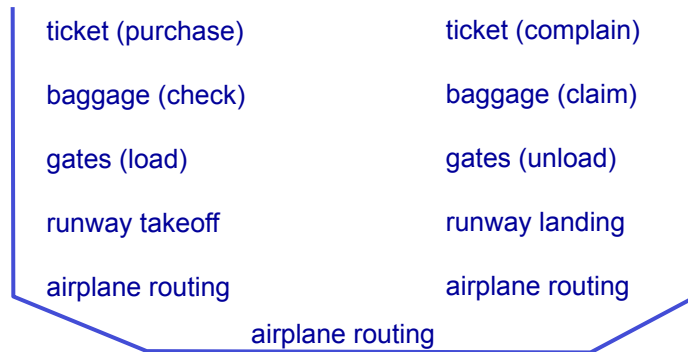 ticket (purchase)
ticket (complain)
baggage (check)
baggage (claim)
gates (load)
gates (unload)
runway takeoff
runway landing
airplane routing
airplane routing
airplane routing